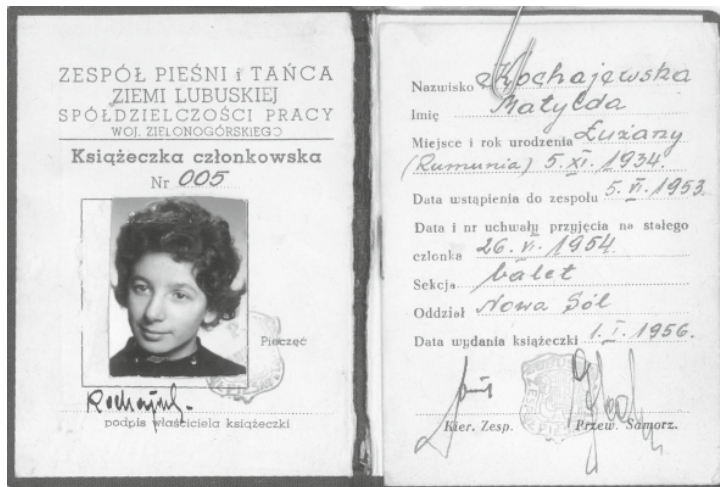 ZESPÓŁ PIEŚNI i TAŃCA
ZIEMI LUBUSKIEJ
SPÓŁDZIELCZOŚCI PRACY
WOJ. ZIELONOGÓRSKIEGO
Książeczka członkowska
Nr 005
Pieczęć
podpis właściciela książeczki
Nazwisko Kochajewska
Imię Matylda
Miejsce i rok urodzenia Łużany
(Rumunia) 5. XI. 1934.
Data wstąpienia do zespołu 5. VI. 1953.
Data i nr uchwały przyjęcia na stałego
członka 26. V. 1954.
Sekcja balet
Oddział Nowa Sól
Data wydania książeczki 1. I. 1956.
Kier. Zesp. Przew. Samorz.